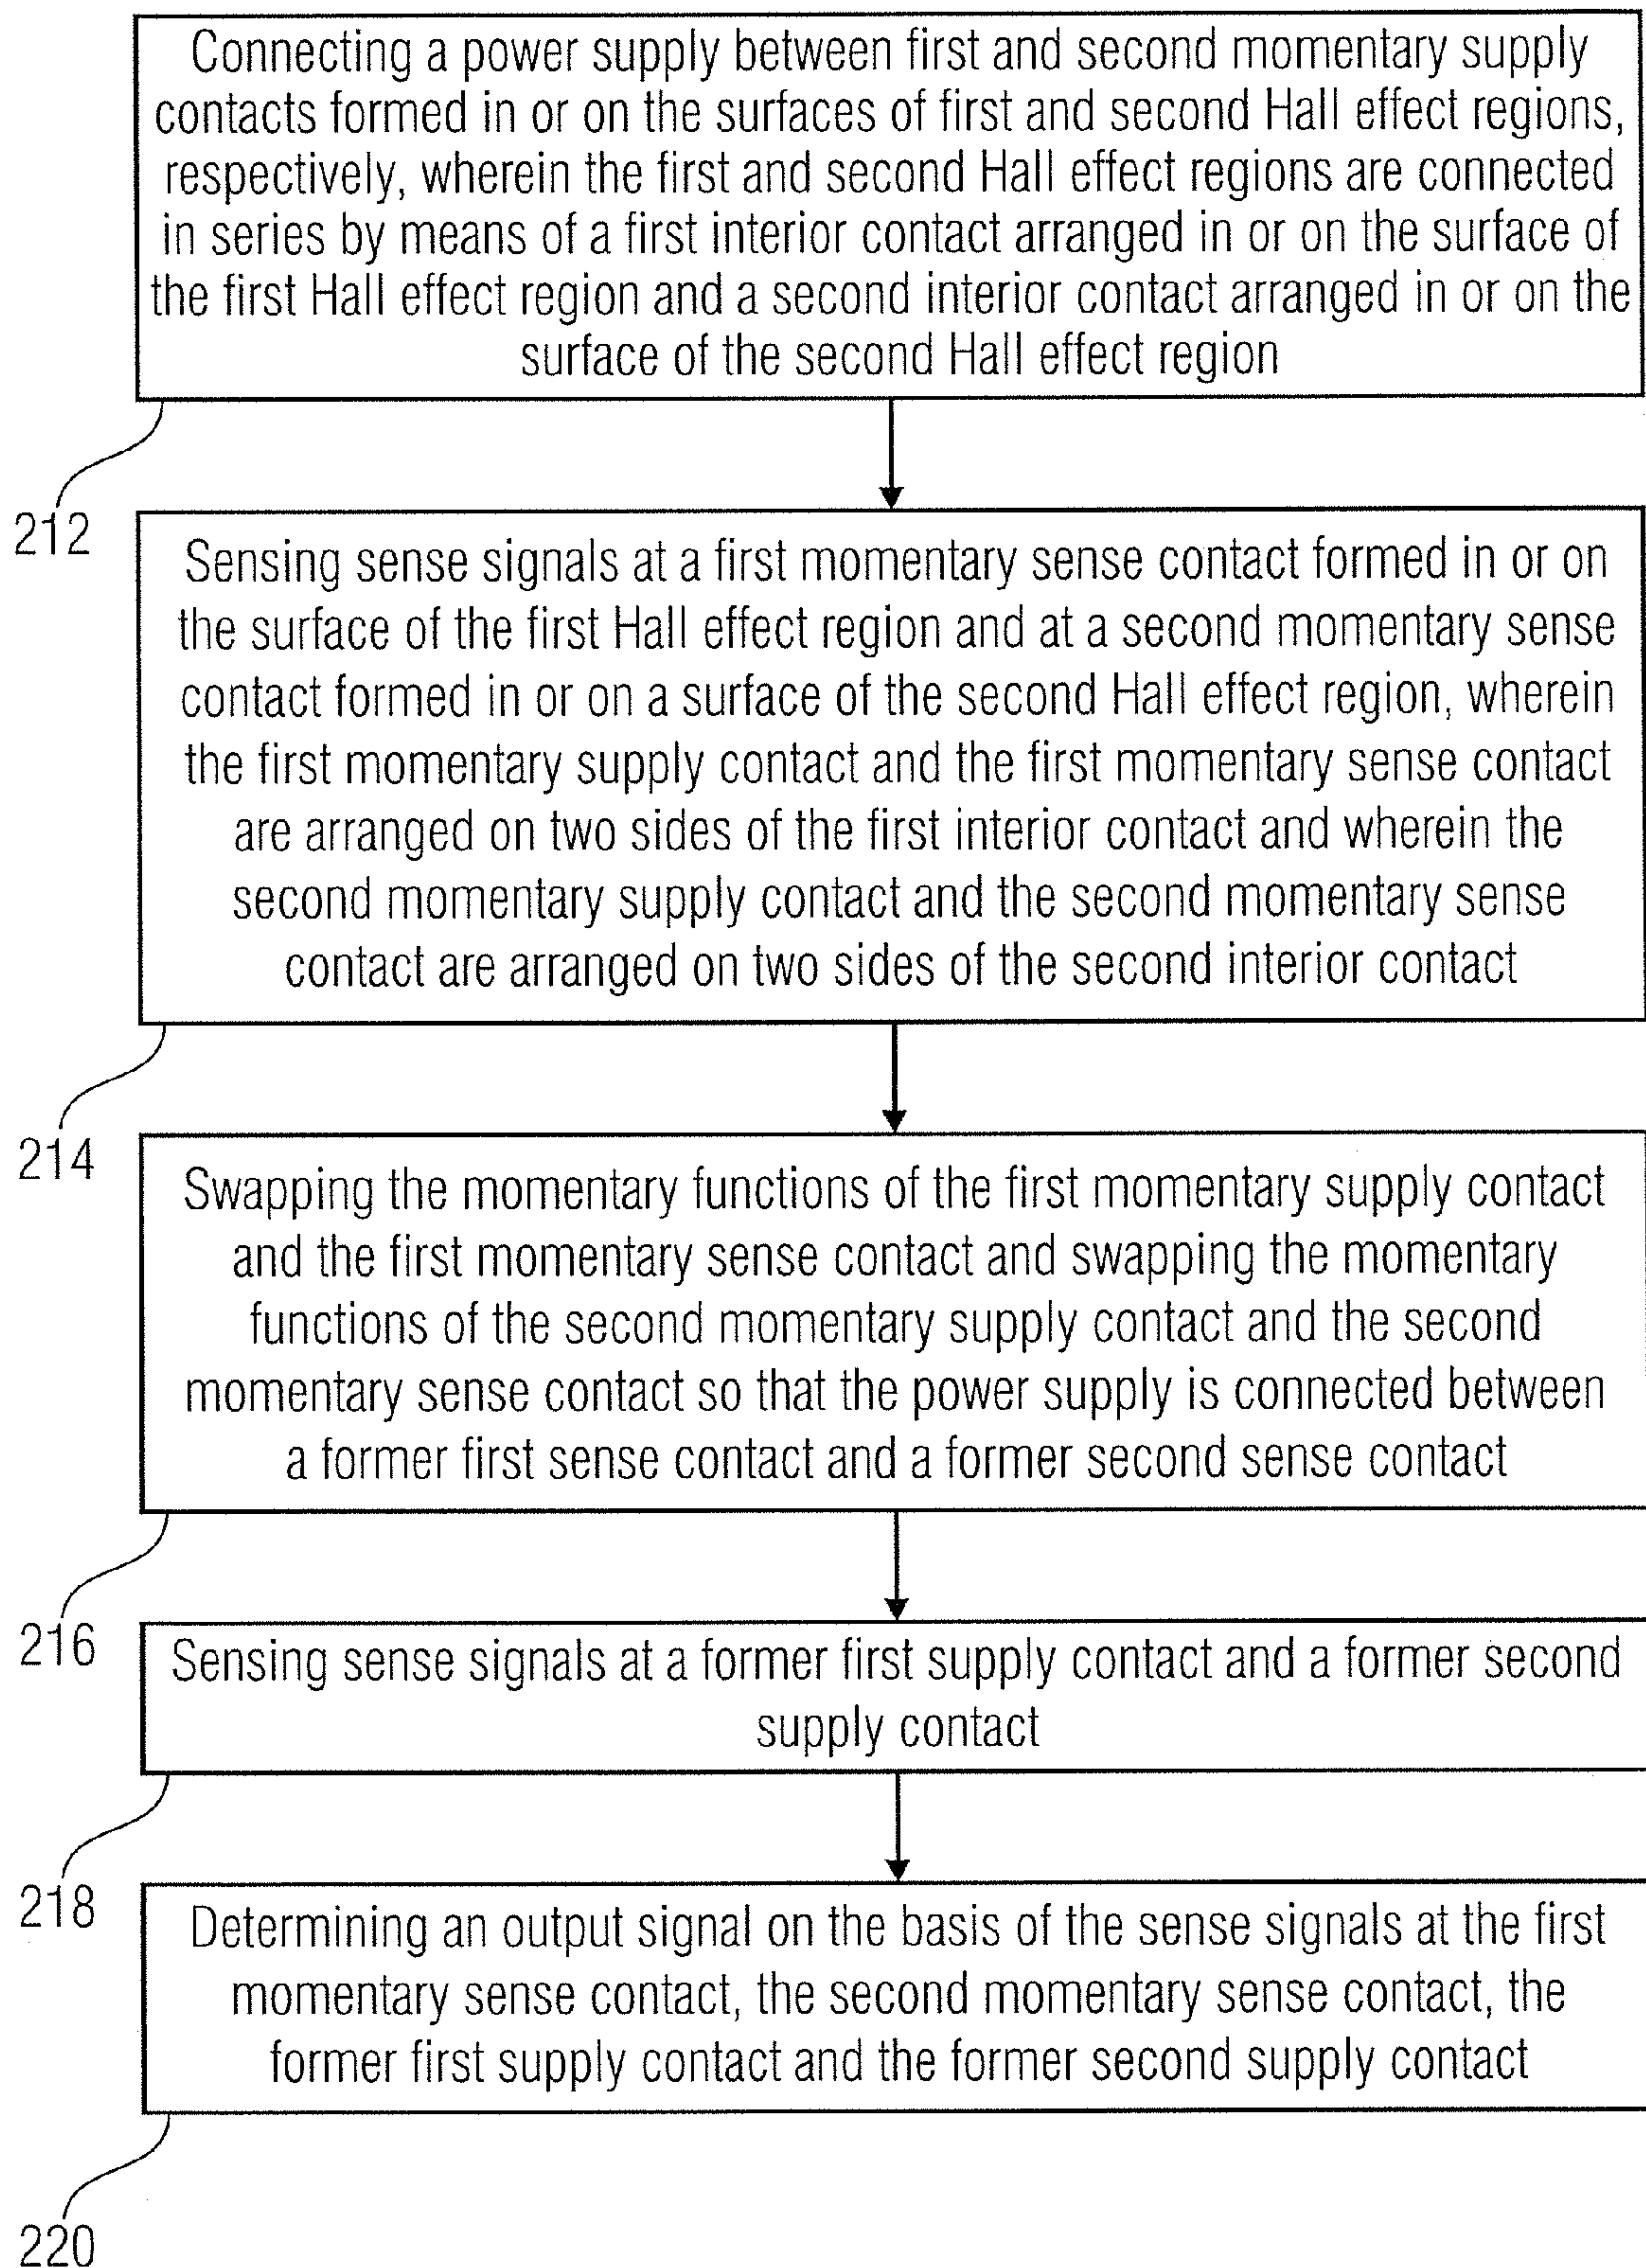 Connecting a power supply between first and second momentary supply
contacts formed in or on the surfaces of first and second Hall effect regions,
respectively, wherein the first and second Hall effect regions are connected
in series by means of a first interior contact arranged in or on the surface of
the first Hall effect region and a second interior contact arranged in or on the
surface of the second Hall effect region
212
Sensing sense signals at a first momentary sense contact formed in or on
the surface of the first Hall effect region and at a second momentary sense
contact formed in or on a surface of the second Hall effect region, wherein
the first momentary supply contact and the first momentary sense contact
are arranged on two sides of the first interior contact and wherein the
second momentary supply contact and the second momentary sense
contact are arranged on two sides of the second interior contact
214
Swapping the momentary functions of the first momentary supply contact
and the first momentary sense contact and swapping the momentary
functions of the second momentary supply contact and the second
momentary sense contact so that the power supply is connected between
a former first sense contact and a former second sense contact
216
Sensing sense signals at a former first supply contact and a former second
supply contact
218
Determining an output signal on the basis of the sense signals at the first
momentary sense contact, the second momentary sense contact, the
former first supply contact and the former second supply contact
220